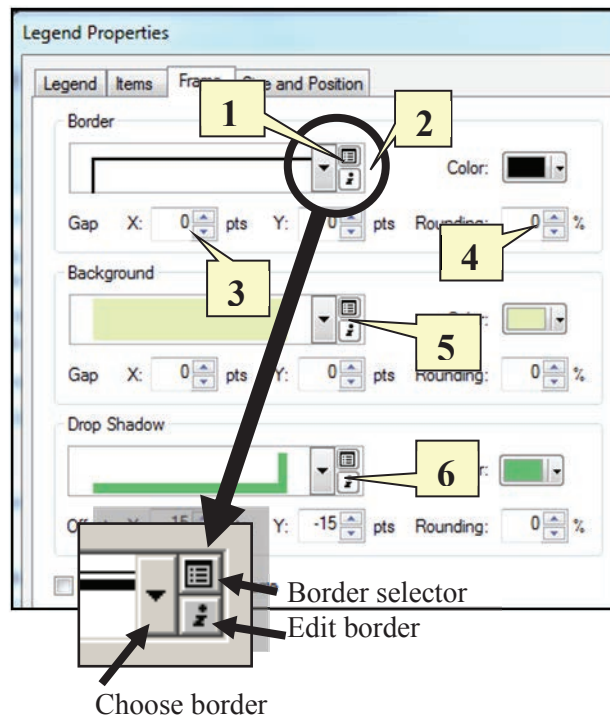 Legend Properties
Legend Items Frame Size and Position
1
2
Border
Color:
Gap X: 0 pts Y: 0 pts Rounding: 0 %
3
4
Background
5
Gap X: 0 pts Y: 0 pts Rounding: 0 %
Drop Shadow
6
Y: -15 pts Rounding: 0 %
Border selector
Edit border
Choose border